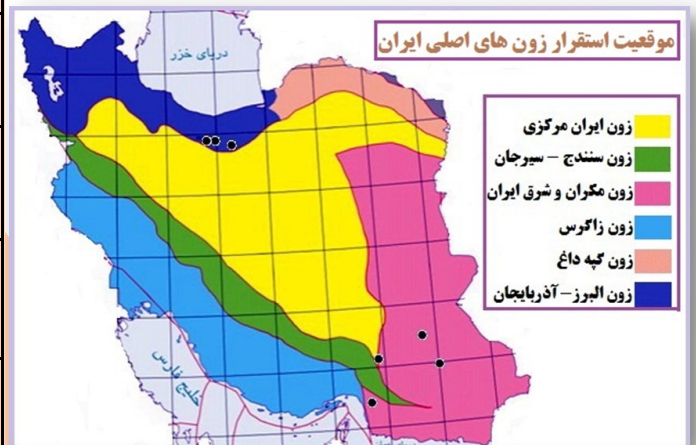 موقعیت استقرار زون های اصلی ایران
دریای خزر
زون ایران مرکزی
زون سنندج - سیرجان
زون مکران و شرق ایران
زون زاگرس
زون کپه داغ
زون البرز - آذربایجان
خلیج فارس